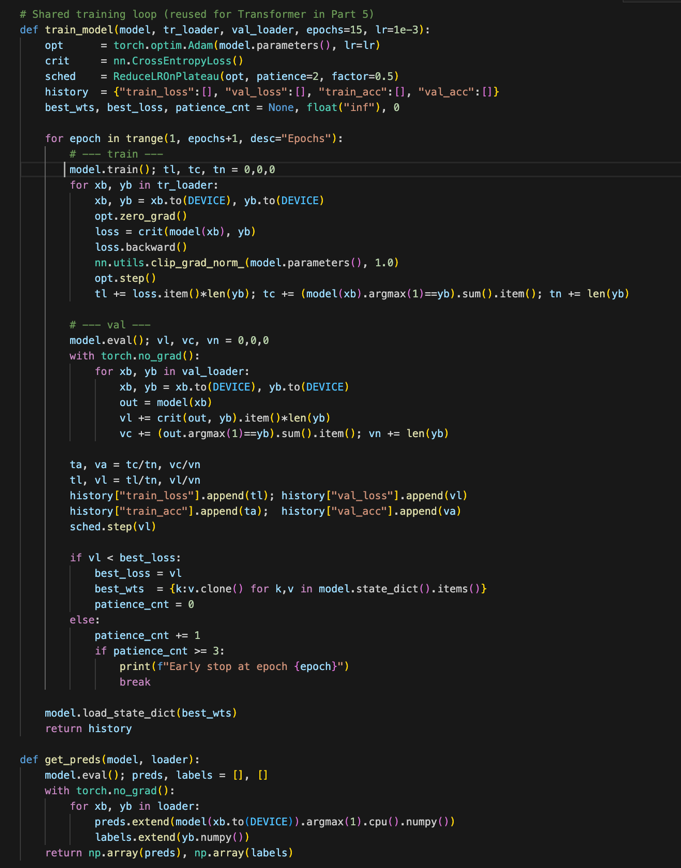 # Shared training loop (reused for Transformer in Part 5)
def train_model(model, tr_loader, val_loader, epochs=15, lr=1e-3):
    opt      = torch.optim.Adam(model.parameters(), lr=lr)
    crit     = nn.CrossEntropyLoss()
    sched    = ReduceLROnPlateau(opt, patience=2, factor=0.5)
    history  = {"train_loss":[], "val_loss":[], "train_acc":[], "val_acc":[]}
    best_wts, best_loss, patience_cnt = None, float("inf"), 0

    for epoch in trange(1, epochs+1, desc="Epochs"):
        # --- train ---
        model.train(); tl, tc, tn = 0,0,0
        for xb, yb in tr_loader:
            xb, yb = xb.to(DEVICE), yb.to(DEVICE)
            opt.zero_grad()
            loss = crit(model(xb), yb)
            loss.backward()
            nn.utils.clip_grad_norm_(model.parameters(), 1.0)
            opt.step()
            tl += loss.item()*len(yb); tc += (model(xb).argmax(1)==yb).sum().item(); tn += len(yb)

        # --- val ---
        model.eval(); vl, vc, vn = 0,0,0
        with torch.no_grad():
            for xb, yb in val_loader:
                xb, yb = xb.to(DEVICE), yb.to(DEVICE)
                out = model(xb)
                vl += crit(out, yb).item()*len(yb)
                vc += (out.argmax(1)==yb).sum().item(); vn += len(yb)

        ta, va = tc/tn, vc/vn
        tl, vl = tl/tn, vl/vn
        history["train_loss"].append(tl); history["val_loss"].append(vl)
        history["train_acc"].append(ta);  history["val_acc"].append(va)
        sched.step(vl)

        if vl < best_loss:
            best_loss = vl
            best_wts  = {k:v.clone() for k,v in model.state_dict().items()}
            patience_cnt = 0
        else:
            patience_cnt += 1
            if patience_cnt >= 3:
                print(f"Early stop at epoch {epoch}")
                break

    model.load_state_dict(best_wts)
    return history

def get_preds(model, loader):
    model.eval(); preds, labels = [], []
    with torch.no_grad():
        for xb, yb in loader:
            preds.extend(model(xb.to(DEVICE)).argmax(1).cpu().numpy())
            labels.extend(yb.numpy())
    return np.array(preds), np.array(labels)